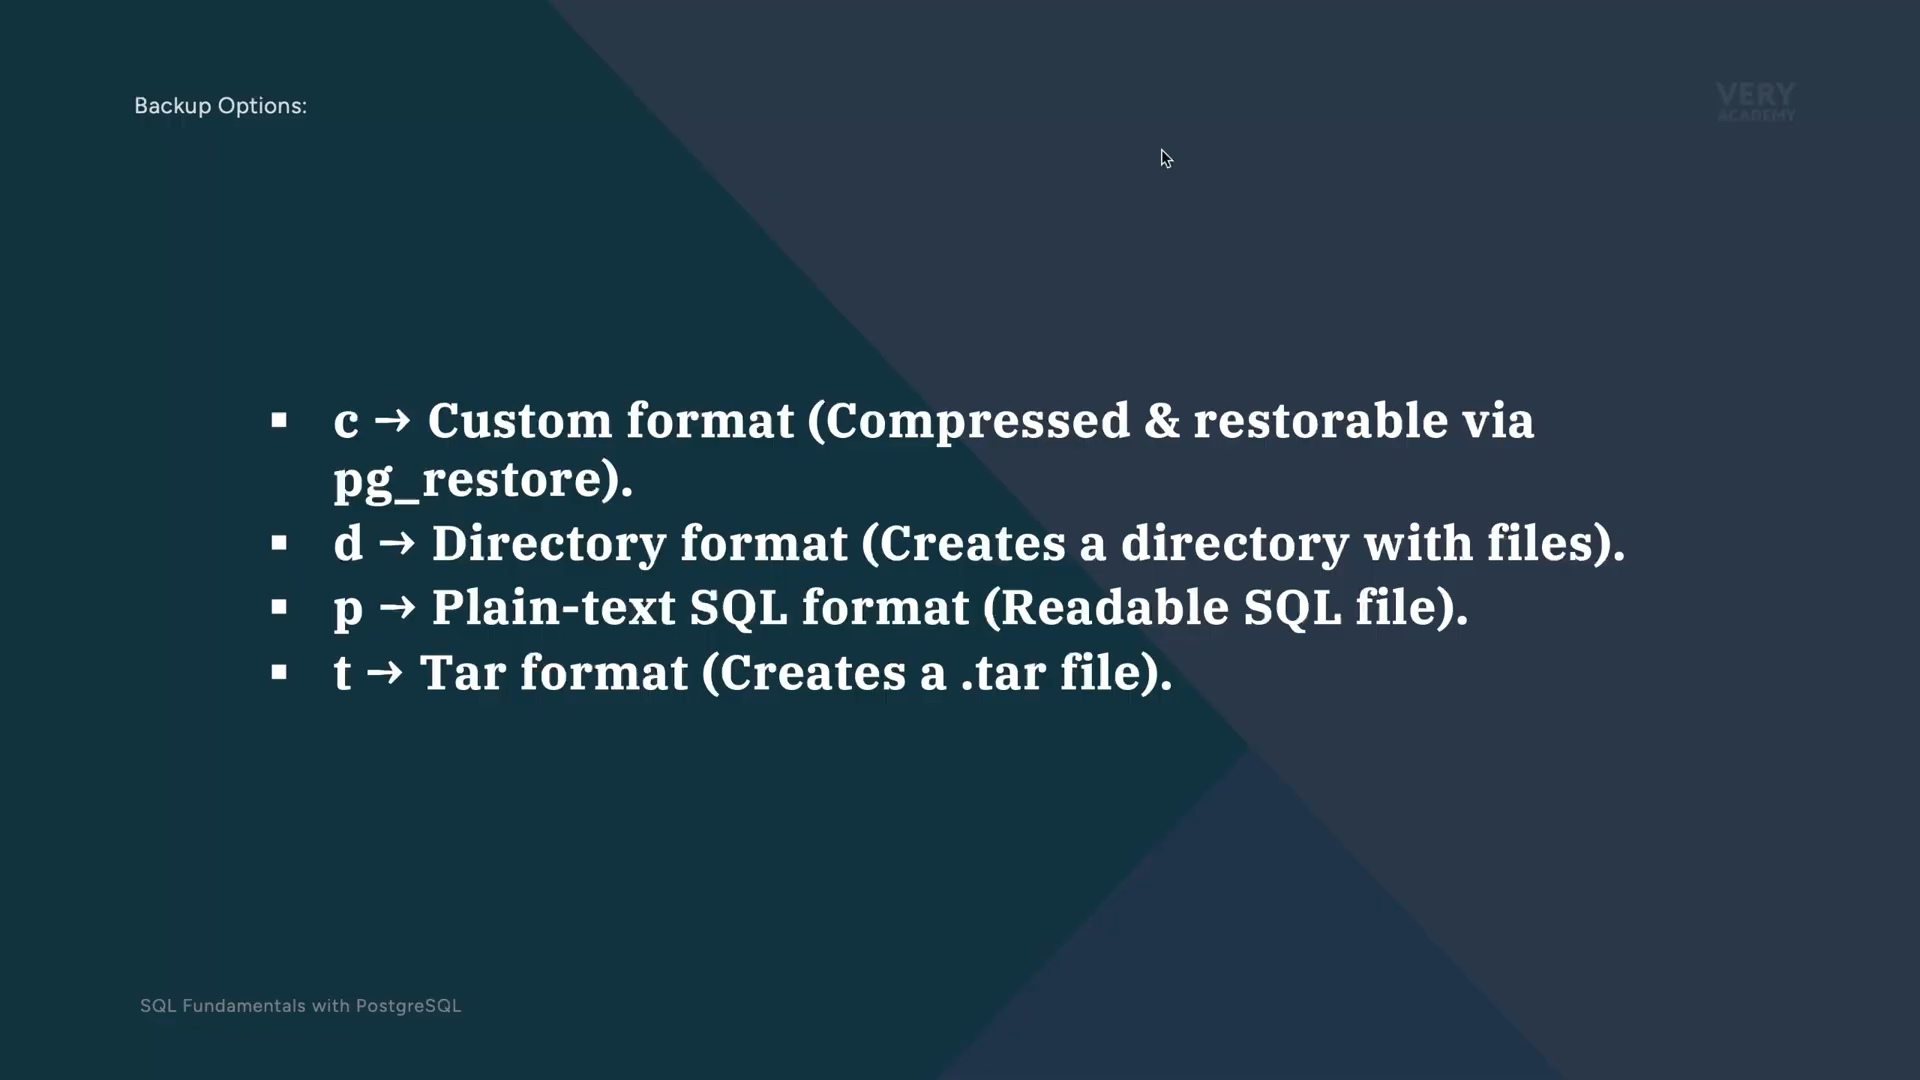 Backup Options:
VERY
ACADEMY
▪ c → Custom format (Compressed & restorable via
pg_restore).
▪ d → Directory format (Creates a directory with files).
▪ p → Plain-text SQL format (Readable SQL file).
▪ t → Tar format (Creates a .tar file).
SQL Fundamentals with PostgreSQL